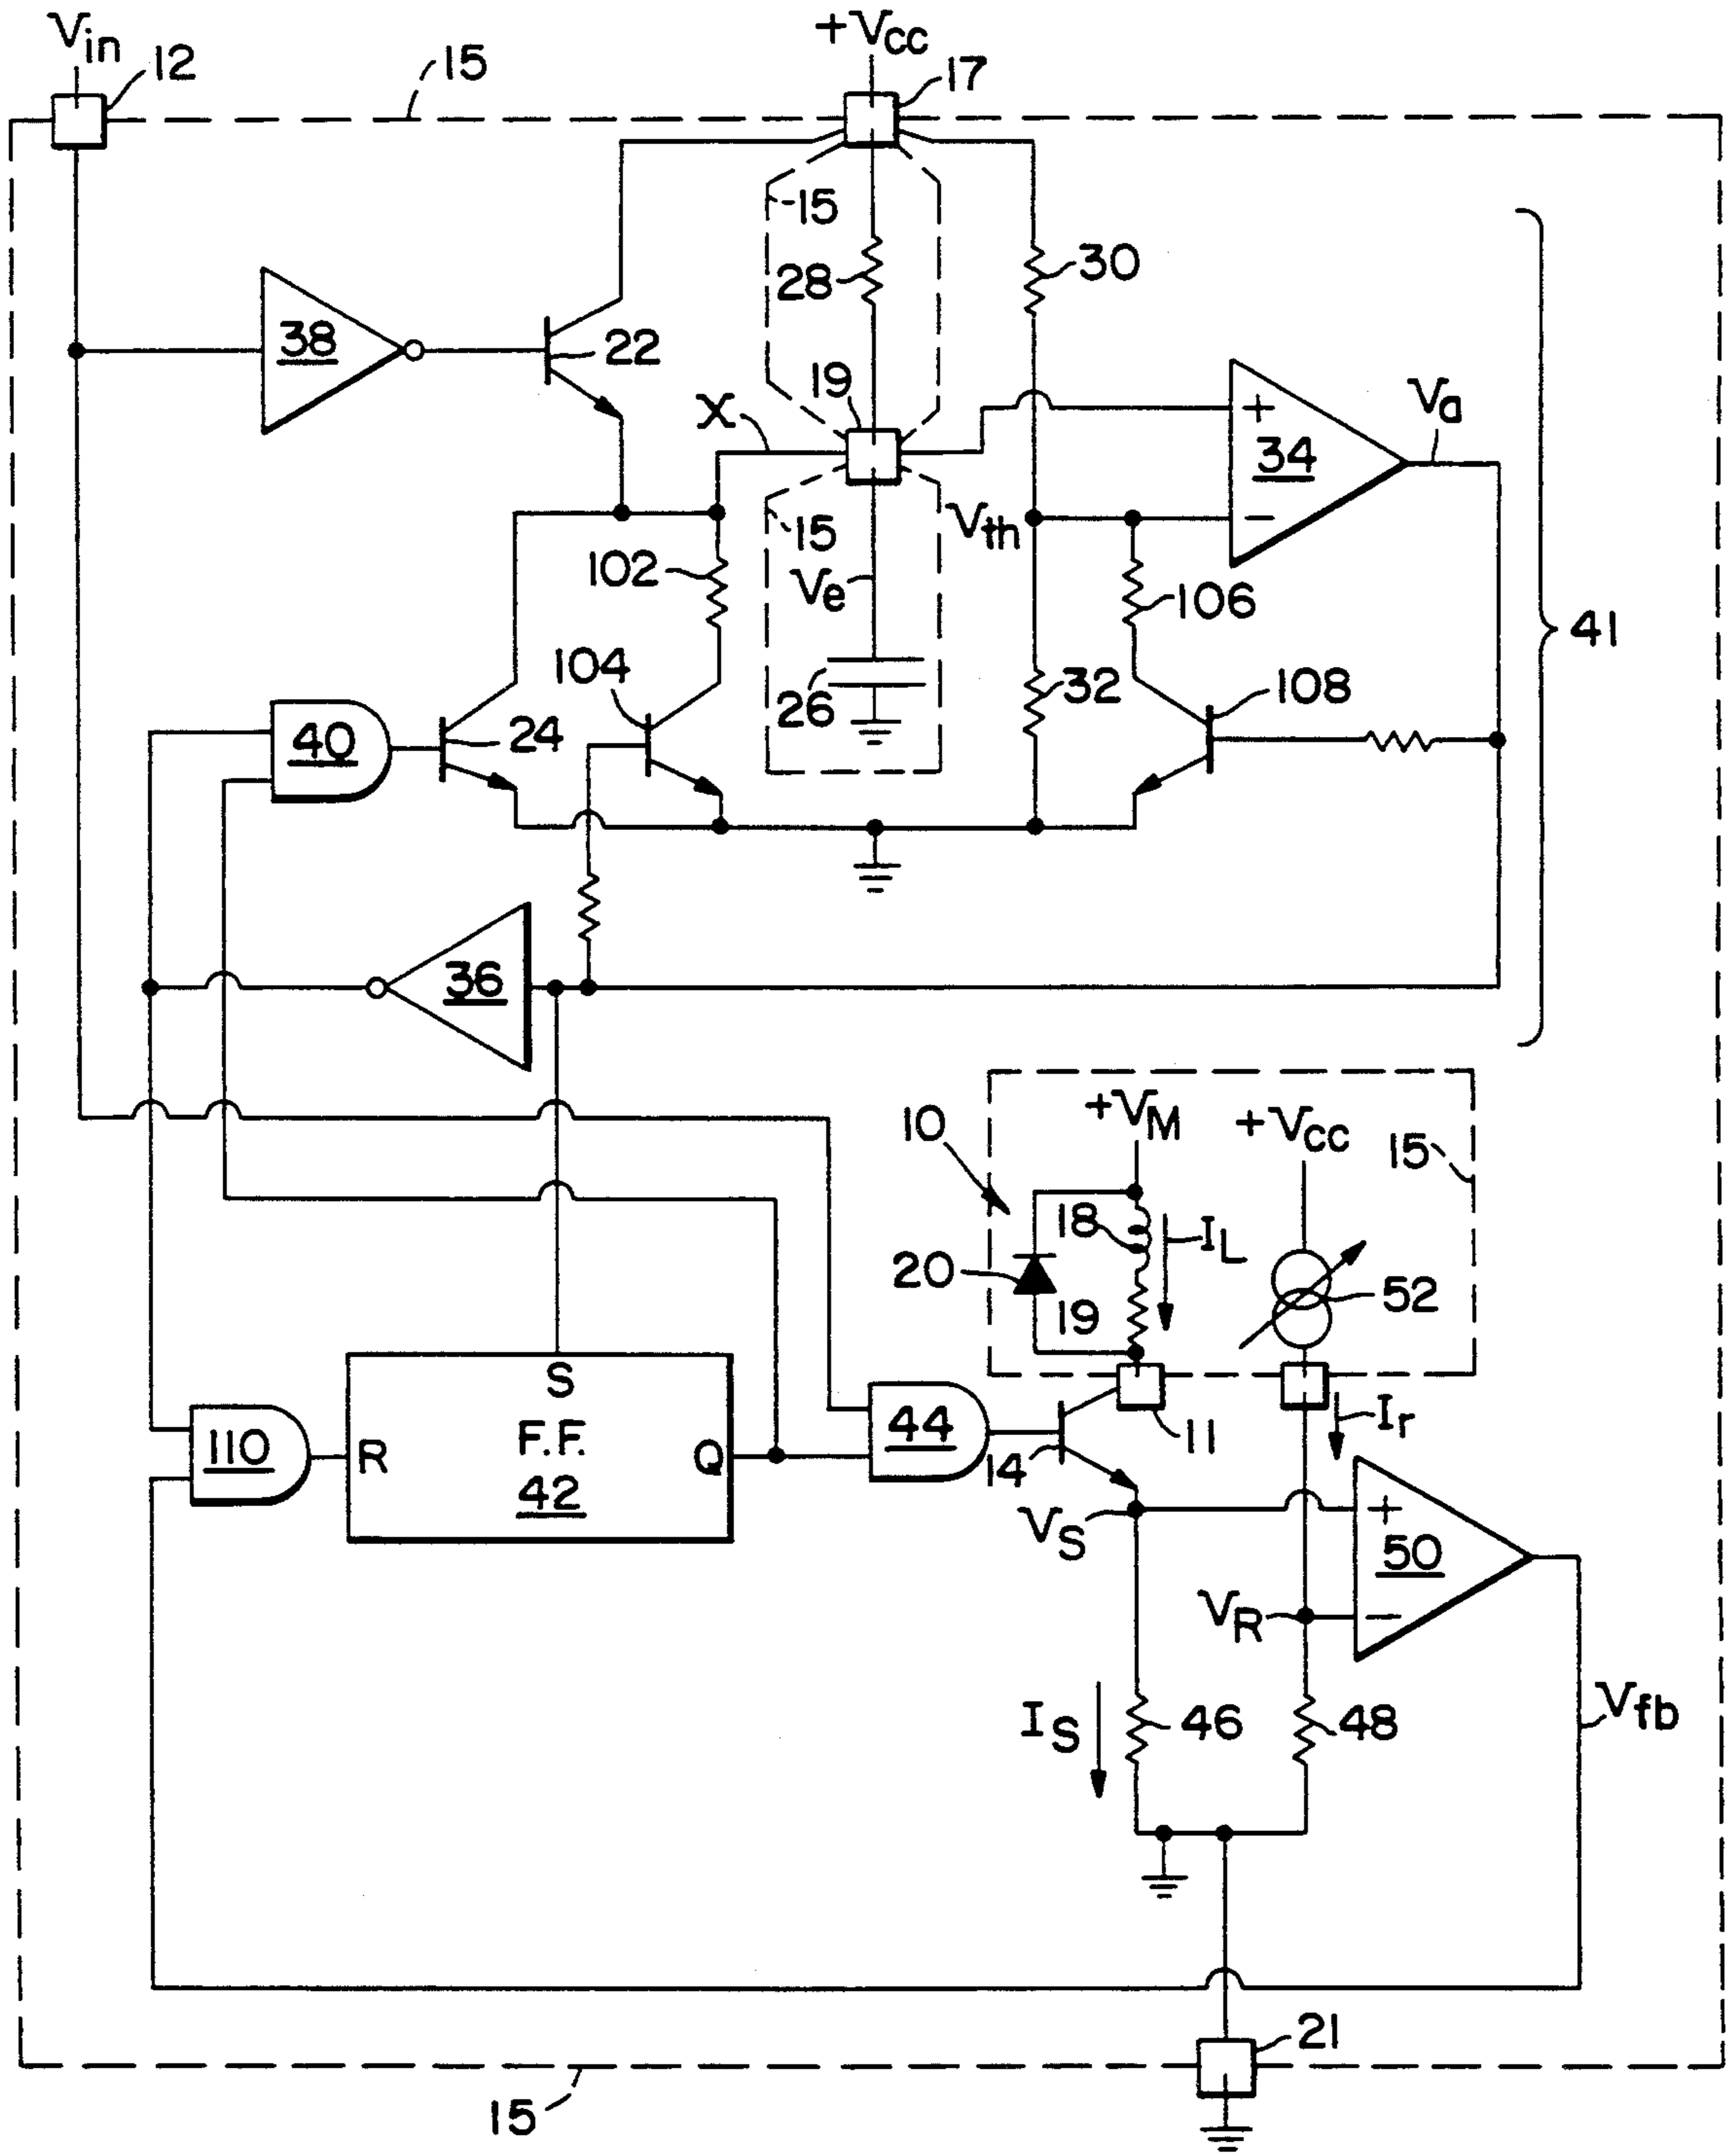 Vin
12
15
+Vcc
17
15
28
30
38
22
X
19
34
+
−
Va
Vth
15
102
Ve
106
41
104
26
32
108
40
24
36
10
+VM
+Vcc
15
18
IL
20
19
52
S
R
F.F.
Q
42
110
44
14
11
Ir
VS
+
50
VR
−
IS
46
48
Vfb
21
15